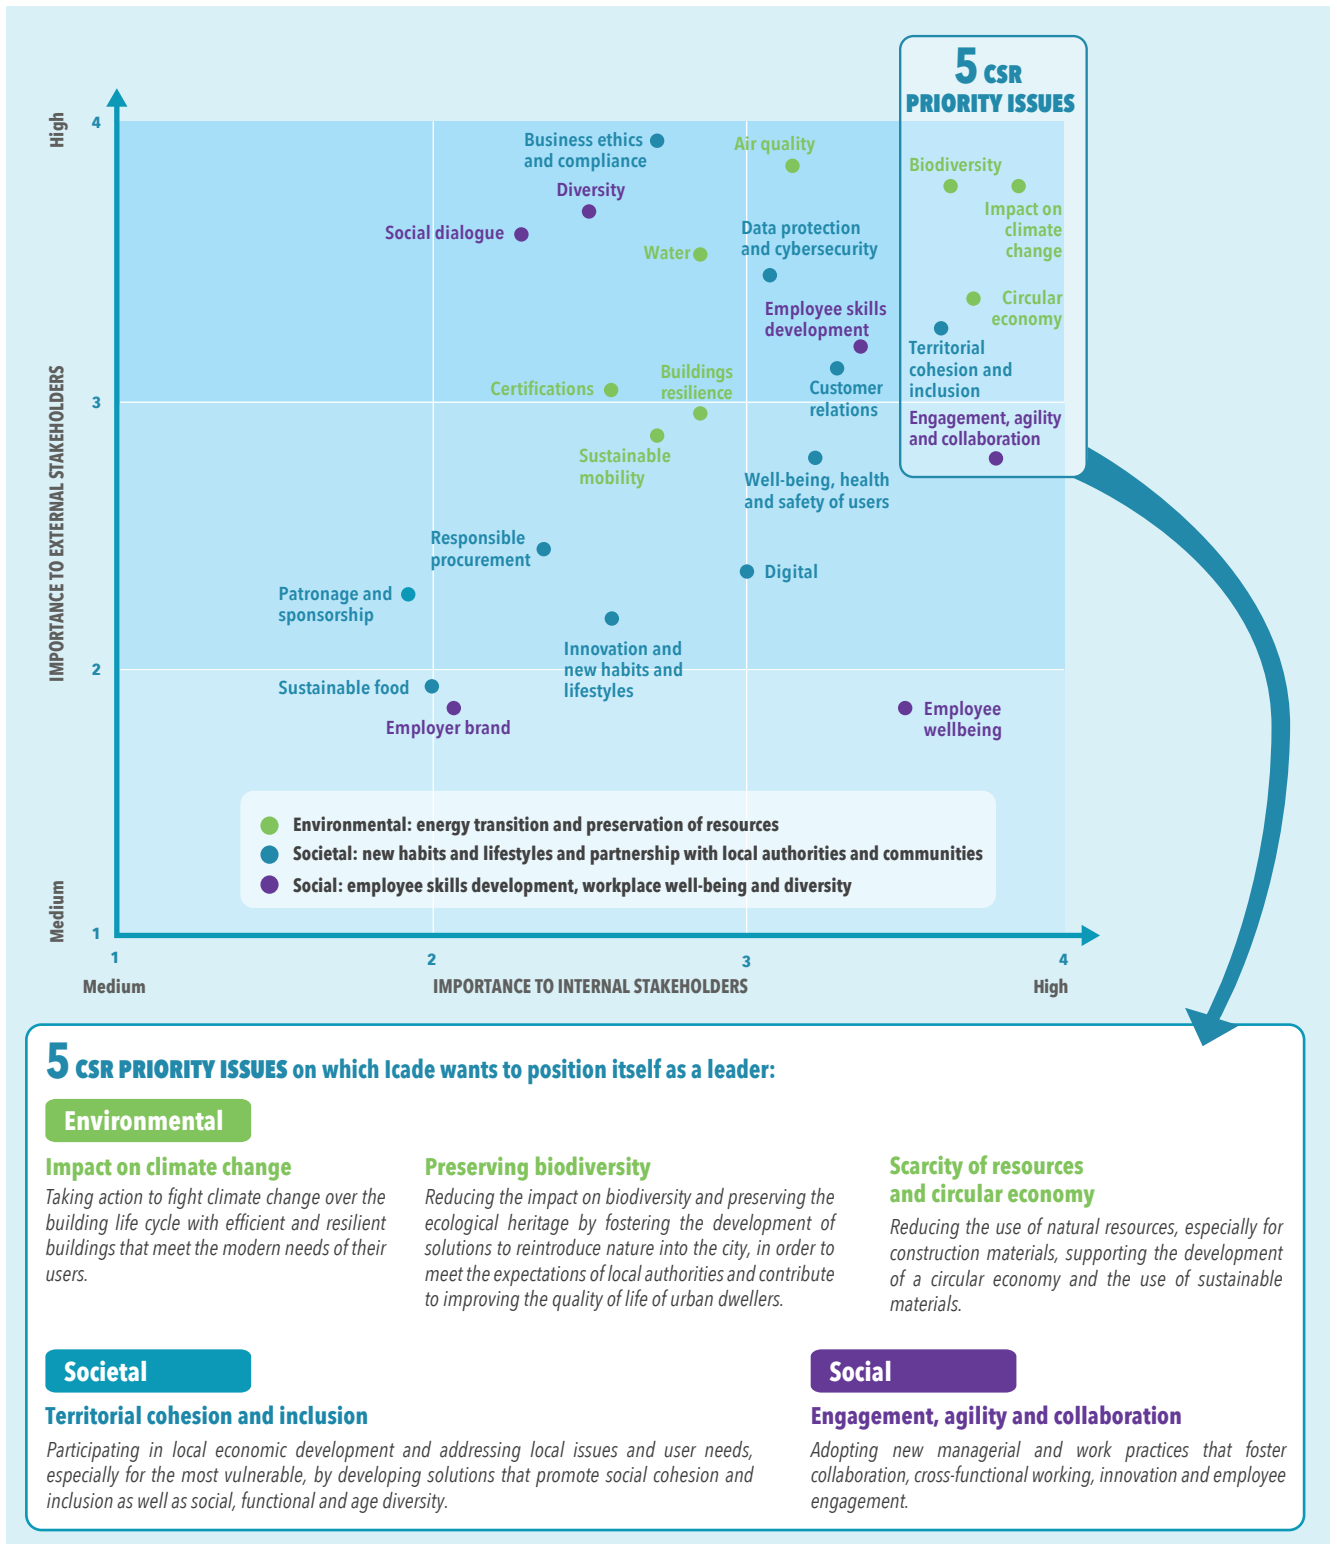 5 CSR
PRIORITY ISSUES
High
4
Business ethics
and compliance
Air quality
Biodiversity
Diversity
Impact on
climate
change
Social dialogue
Data protection
and cybersecurity
Water
Circular
economy
Employee skills
development
Territorial
cohesion and
inclusion
Buildings
resilience
Certifications
Customer
relations
3
Engagement, agility
and collaboration
Sustainable
mobility
Well-being, health
and safety of users
IMPORTANCE TO EXTERNAL STAKEHOLDERS
Responsible
procurement
Digital
Patronage and
sponsorship
Innovation and
new habits and
lifestyles
2
Sustainable food
Employer brand
Employee
wellbeing
Environmental: energy transition and preservation of resources
Societal: new habits and lifestyles and partnership with local authorities and communities
Social: employee skills development, workplace well-being and diversity
Medium
1
1
2
3
4
Medium
IMPORTANCE TO INTERNAL STAKEHOLDERS
High
5 CSR PRIORITY ISSUES on which Icade wants to position itself as a leader:
Environmental
Impact on climate change
Taking action to fight climate change over the
building life cycle with efficient and resilient
buildings that meet the modern needs of their
users.
Preserving biodiversity
Reducing the impact on biodiversity and preserving the
ecological heritage by fostering the development of
solutions to reintroduce nature into the city, in order to
meet the expectations of local authorities and contribute
to improving the quality of life of urban dwellers.
Scarcity of resources
and circular economy
Reducing the use of natural resources, especially for
construction materials, supporting the development
of a circular economy and the use of sustainable
materials.
Societal
Territorial cohesion and inclusion
Participating in local economic development and addressing local issues and user needs,
especially for the most vulnerable, by developing solutions that promote social cohesion and
inclusion as well as social, functional and age diversity.
Social
Engagement, agility and collaboration
Adopting new managerial and work practices that foster
collaboration, cross-functional working, innovation and employee
engagement.